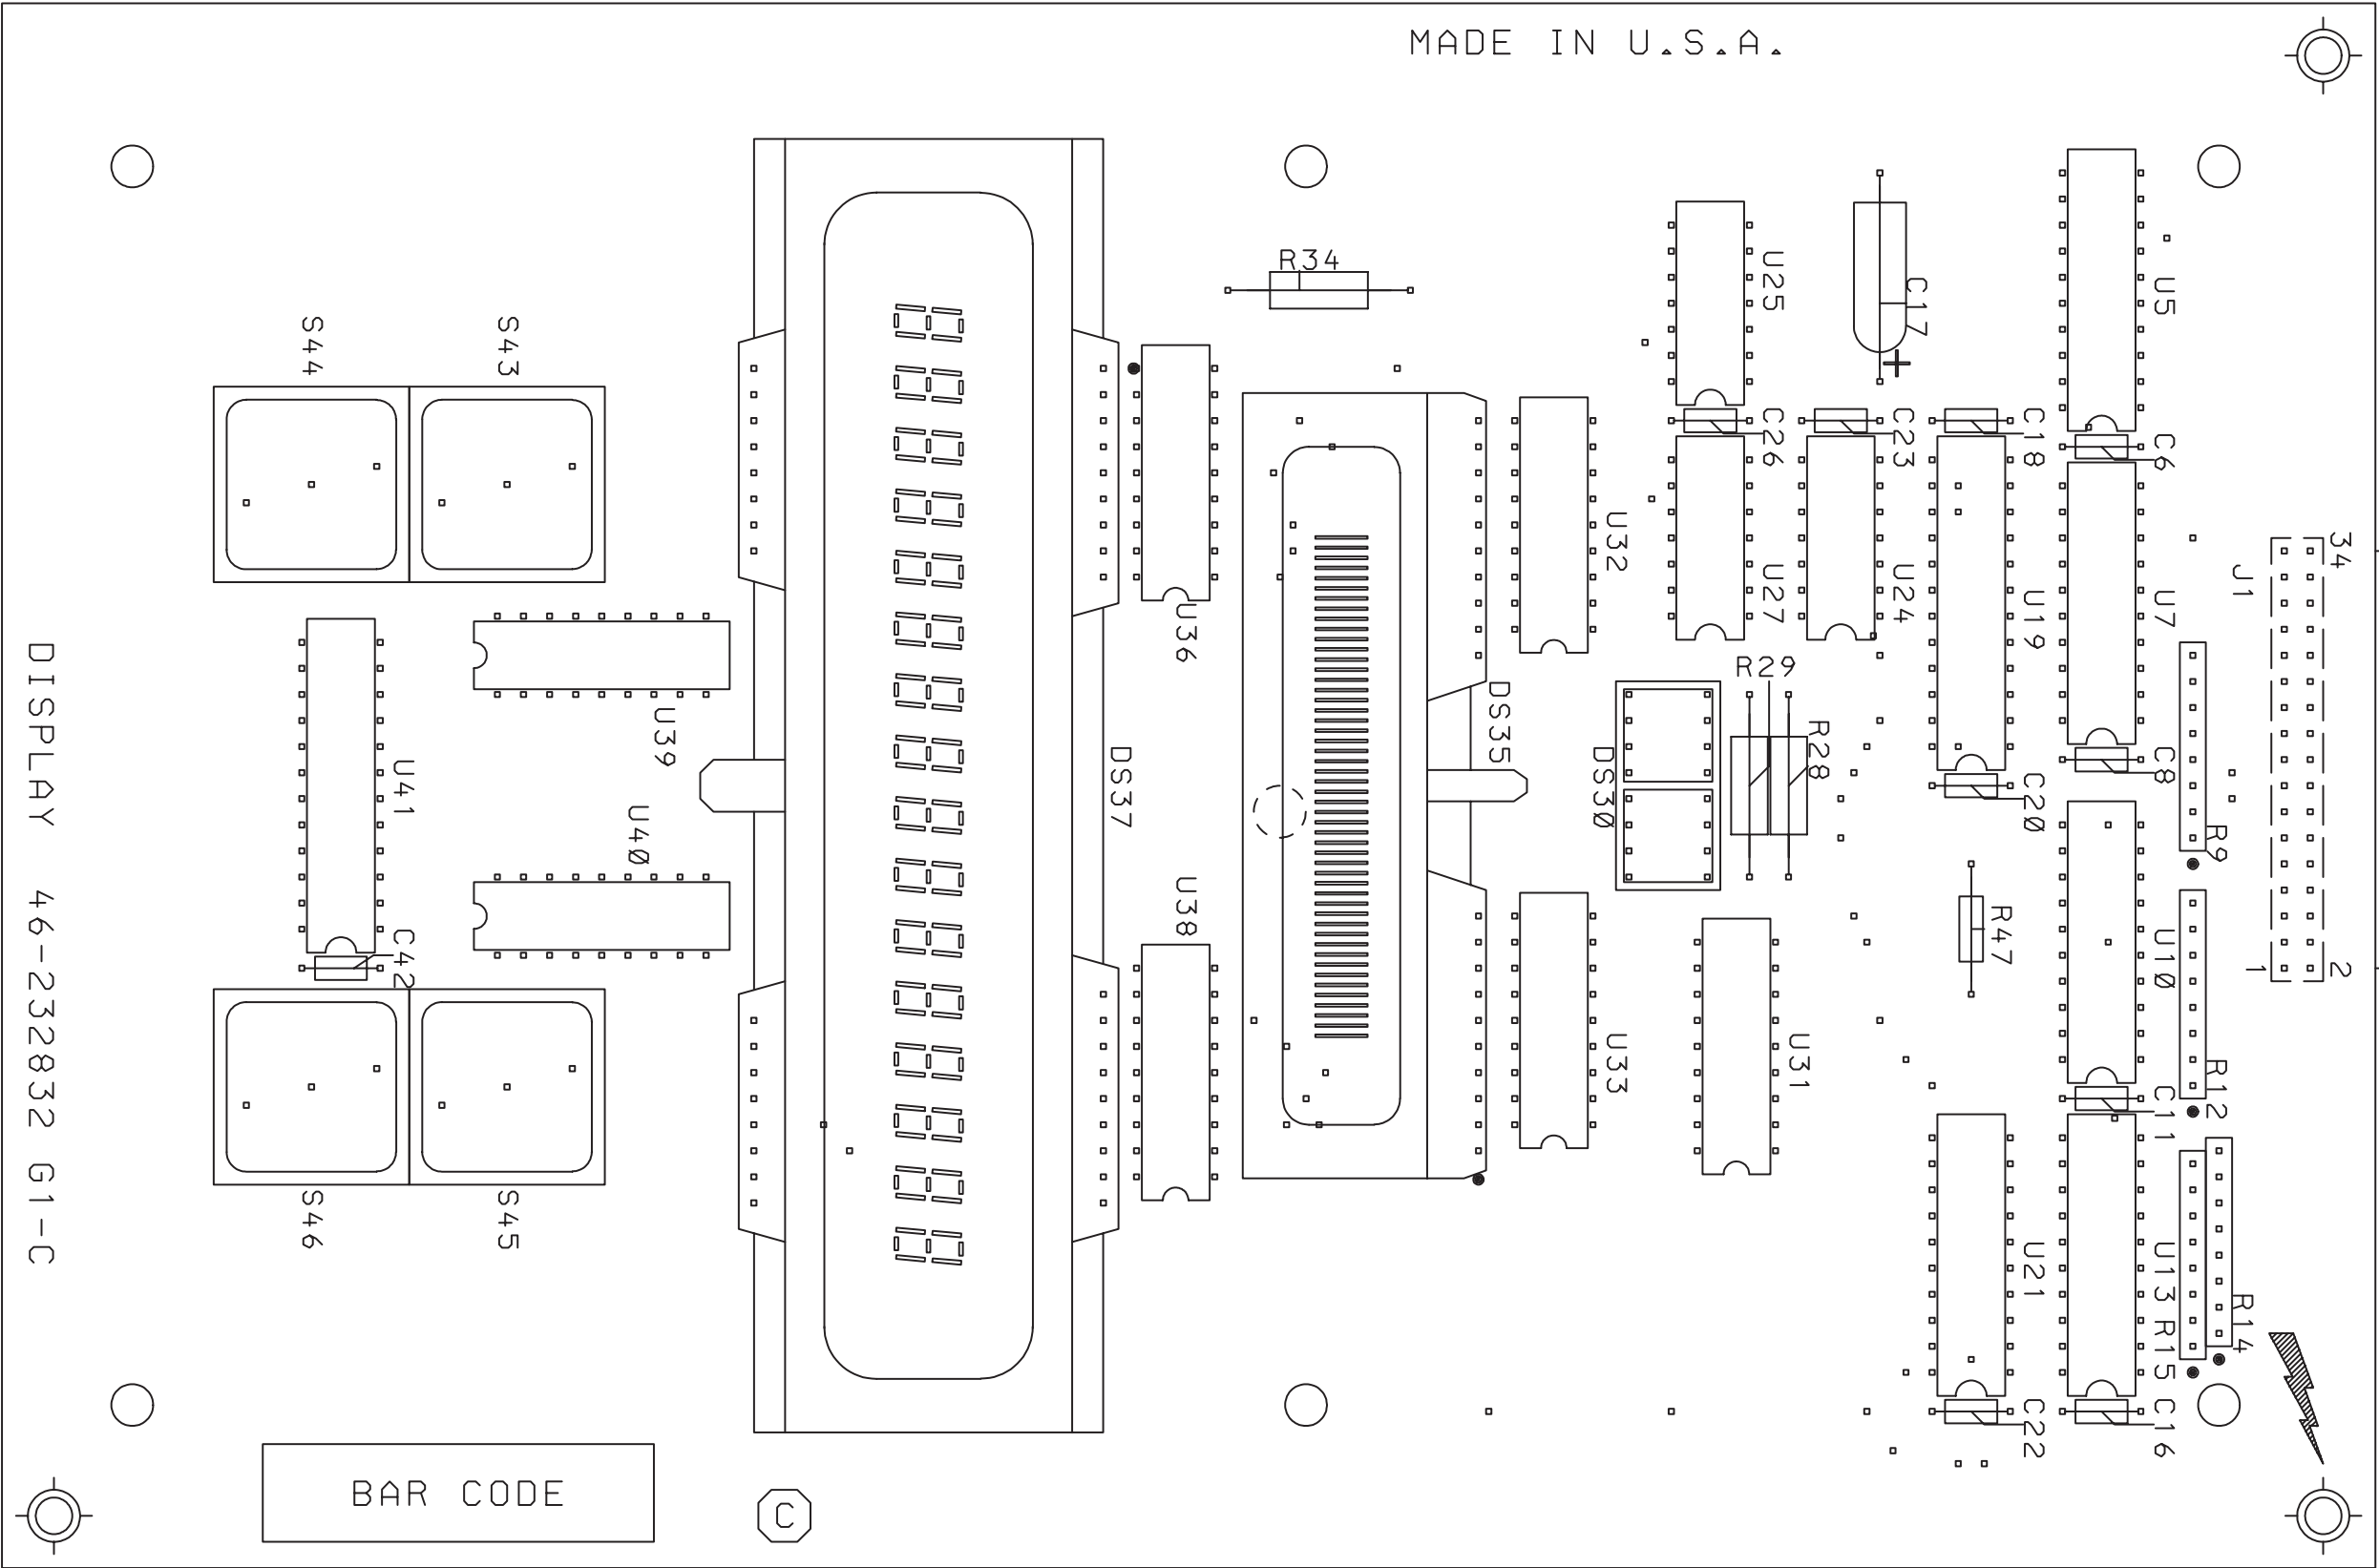 MADE IN U.S.A.
R34
U25
C17
U5
S44
S43
C26
C23
C18
C6
U32
U27
U24
U19
U7
J1
34
U36
R29
DS35
R28
DS30
U39
DS37
U41
U40
C8
C20
R9
U38
C42
R47
U10
1
2
U33
U31
R12
C11
S46
S45
U21
U13
R15
R14
C22
C16
DISPLAY 46-232832 G1-C
BAR CODE
C